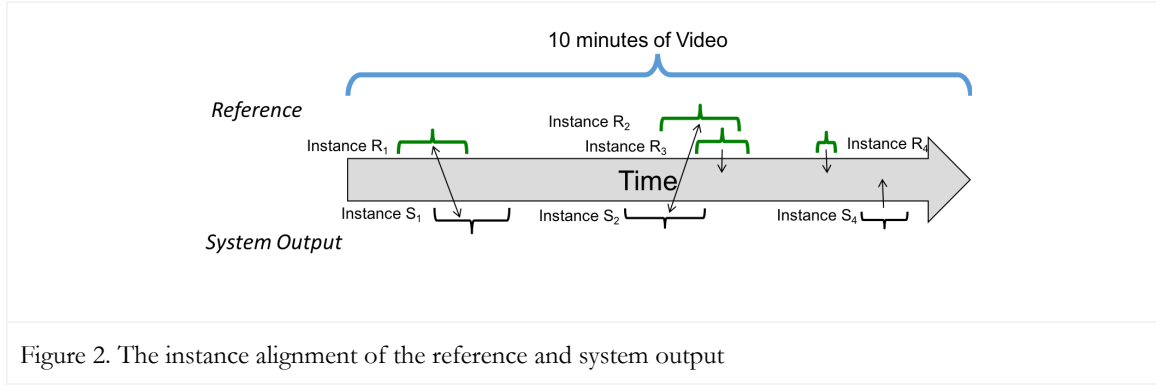 10 minutes of Video
Reference
Instance R2
Instance R1
Instance R3
Instance R4
Time
Instance S1
Instance S2
Instance S4
System Output
Figure 2. The instance alignment of the reference and system output